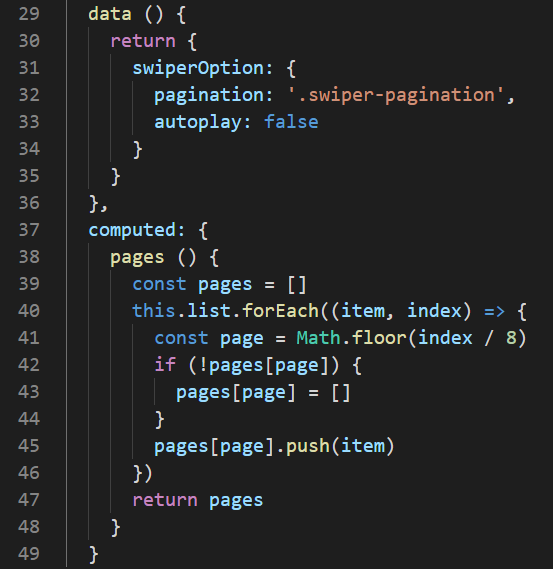 29 data () {
30 return {
31 swiperOption: {
32 pagination: '.swiper-pagination',
33 autoplay: false
34 }
35 }
36 },
37 computed: {
38 pages () {
39 const pages = []
40 this.list.forEach((item, index) => {
41 const page = Math.floor(index / 8)
42 if (!pages[page]) {
43 pages[page] = []
44 }
45 pages[page].push(item)
46 })
47 return pages
48 }
49 }